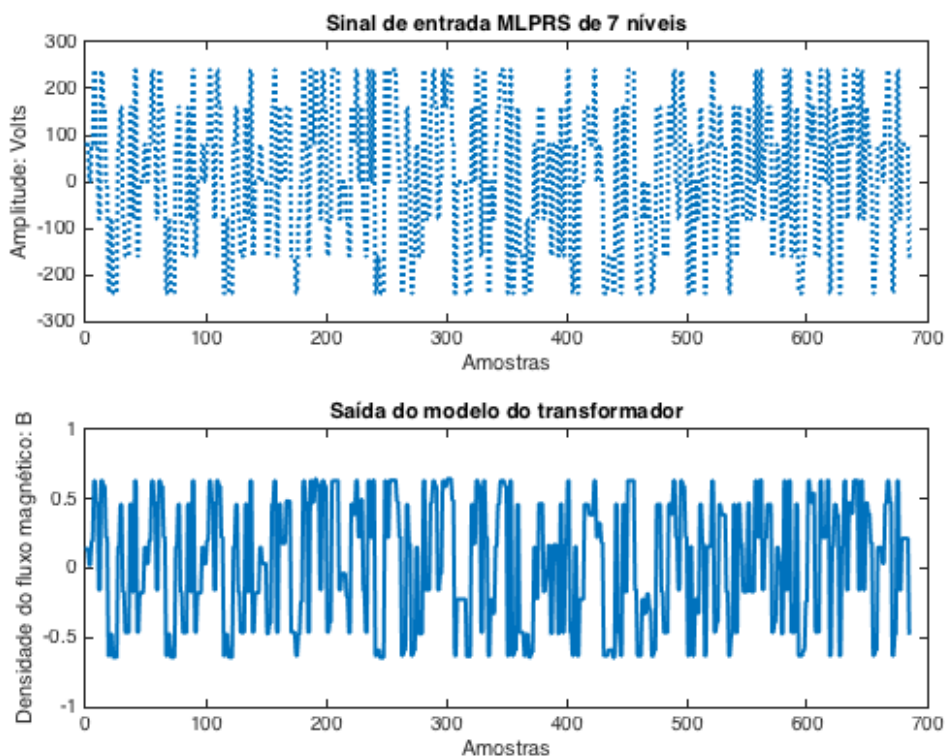 Sinal de entrada MLPRS de 7 níveis
Amplitude: Volts
300
200
100
0
-100
-200
-300
0 100 200 300 400 500 600 700
Amostras
Saída do modelo do transformador
Densidade do fluxo magnético: B
1
0.5
0
-0.5
-1
0 100 200 300 400 500 600 700
Amostras